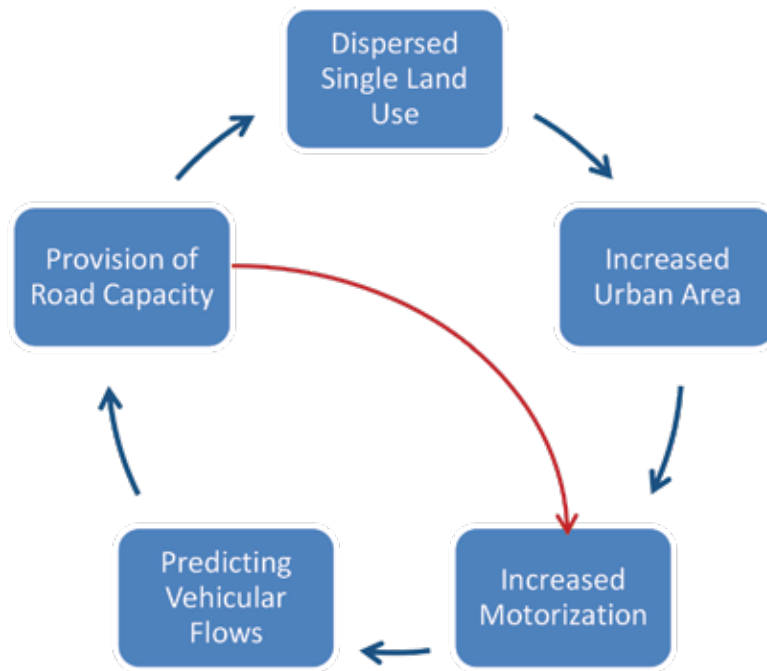 Dispersed
Single Land
Use
Provision of
Road Capacity
Increased
Urban Area
Predicting
Vehicular
Flows
Increased
Motorization